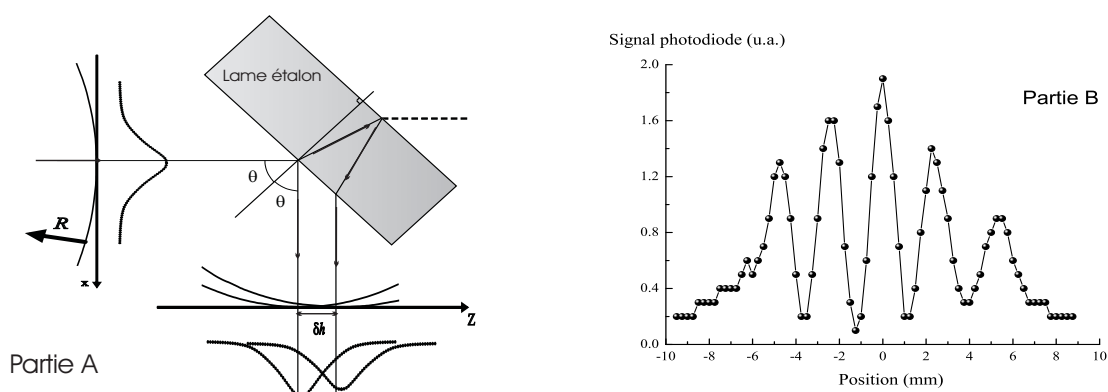 Lame étalon
θ
θ
R
x
Z
δh
Partie A
Signal photodiode (u.a.)
Partie B
2.0
1.6
1.2
0.8
0.4
0.0
-10 -8 -6 -4 -2 0 2 4 6 8 10
Position (mm)